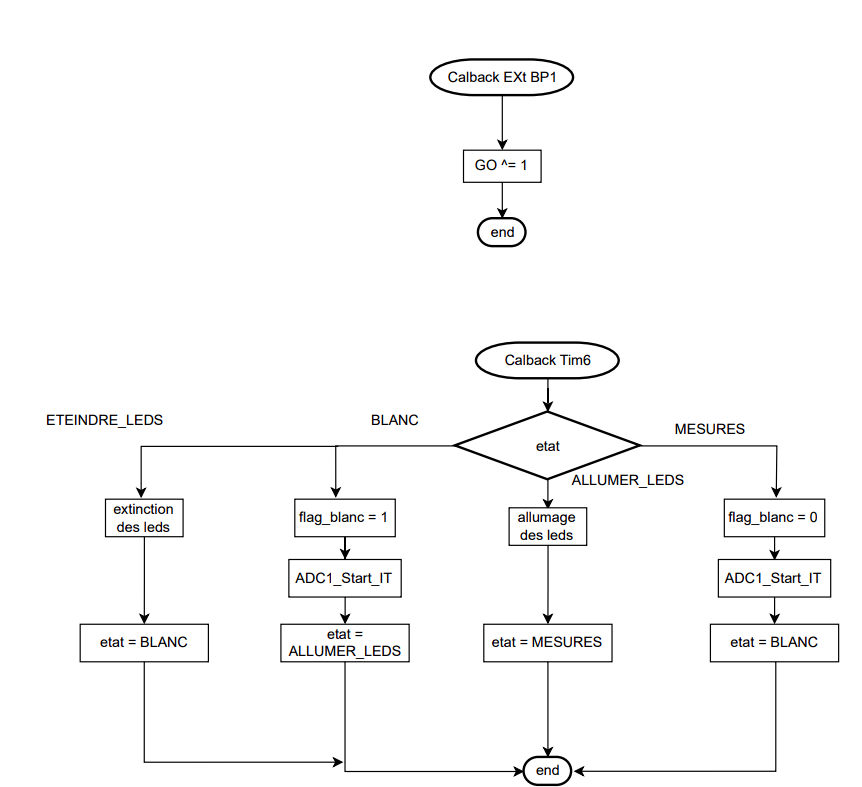 Calback EXt BP1
GO ^= 1
end
Calback Tim6
etat
ETEINDRE_LEDS
BLANC
MESURES
ALLUMER_LEDS
extinction
des leds
flag_blanc = 1
allumage
des leds
flag_blanc = 0
ADC1_Start_IT
ADC1_Start_IT
etat = BLANC
etat =
ALLUMER_LEDS
etat = MESURES
etat = BLANC
end